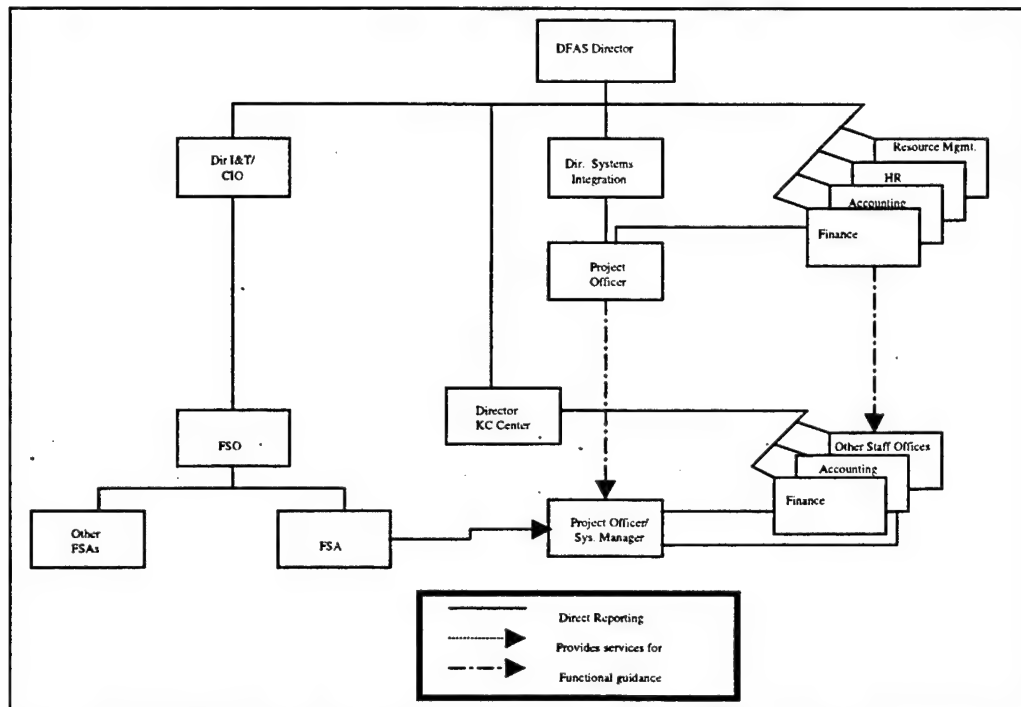 DFAS Director
Dir I&T/
CIO
Dir. Systems
Integration
Resource Mgmt.
HR
Accounting
Finance
Project
Officer
Director
KC Center
FSO
Other Staff Offices
Accounting
Finance
Other
FSAs
FSA
Project Officer/
Sys. Manager
Direct Reporting
Provides services for
Functional guidance